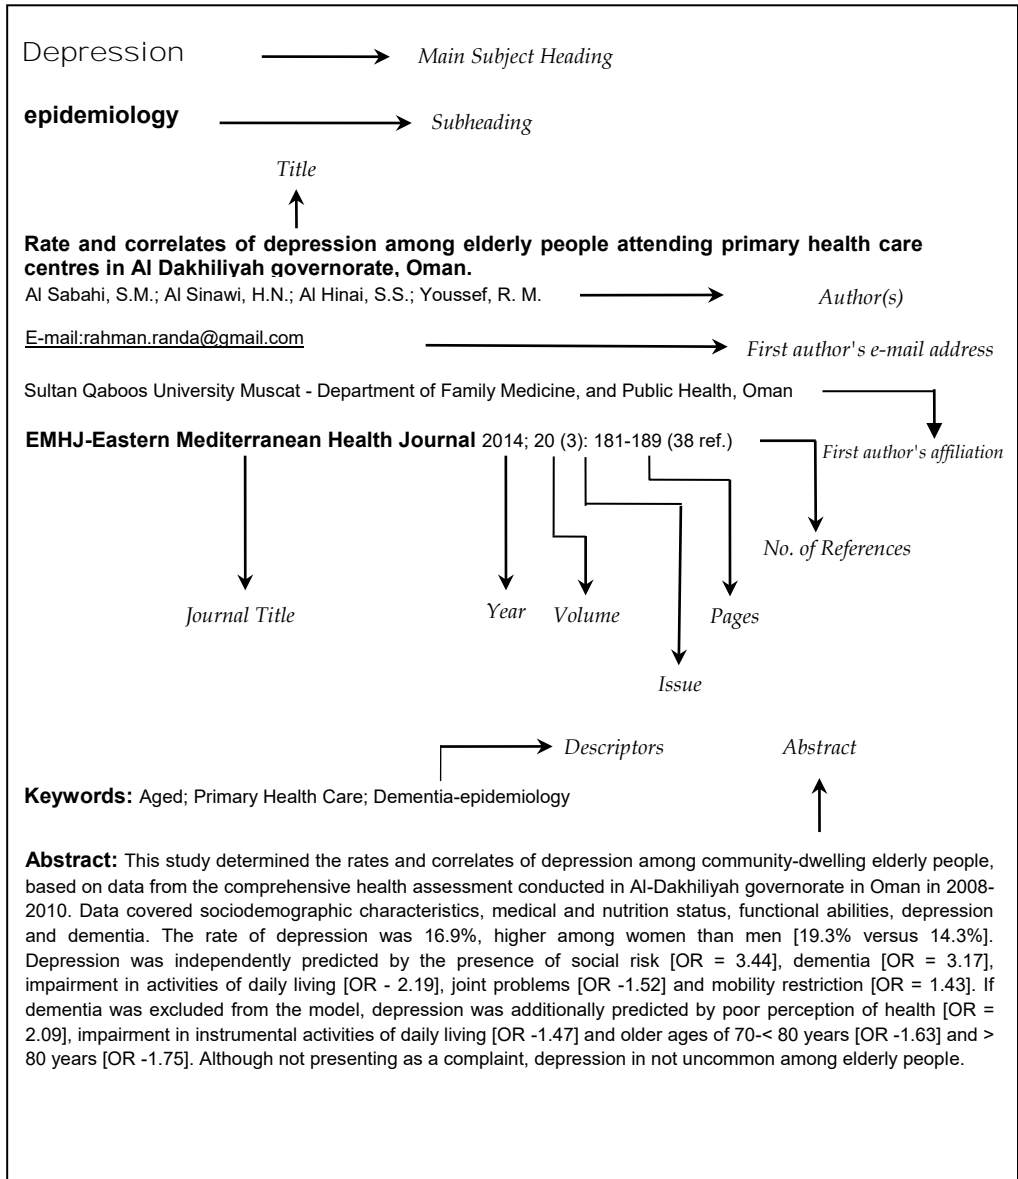 Depression Main Subject Heading
epidemiology Subheading
Title
Rate and correlates of depression among elderly people attending primary health care
centres in Al Dakhiliyah governorate, Oman.
Al Sabahi, S.M.; Al Sinawi, H.N.; Al Hinai, S.S.; Youssef, R. M. Author(s)
E-mail:rahman.randa@gmail.com First author's e-mail address
Sultan Qaboos University Muscat - Department of Family Medicine, and Public Health, Oman
First author's affiliation
EMHJ-Eastern Mediterranean Health Journal 2014; 20 (3): 181-189 (38 ref.)
No. of References
Journal Title Year Volume Pages
Issue
Descriptors Abstract
Keywords: Aged; Primary Health Care; Dementia-epidemiology
Abstract: This study determined the rates and correlates of depression among community-dwelling elderly people,
based on data from the comprehensive health assessment conducted in Al-Dakhiliyah governorate in Oman in 2008-
2010. Data covered sociodemographic characteristics, medical and nutrition status, functional abilities, depression
and dementia. The rate of depression was 16.9%, higher among women than men [19.3% versus 14.3%].
Depression was independently predicted by the presence of social risk [OR = 3.44], dementia [OR = 3.17],
impairment in activities of daily living [OR - 2.19], joint problems [OR -1.52] and mobility restriction [OR = 1.43]. If
dementia was excluded from the model, depression was additionally predicted by poor perception of health [OR =
2.09], impairment in instrumental activities of daily living [OR -1.47] and older ages of 70-< 80 years [OR -1.63] and >
80 years [OR -1.75]. Although not presenting as a complaint, depression in not uncommon among elderly people.